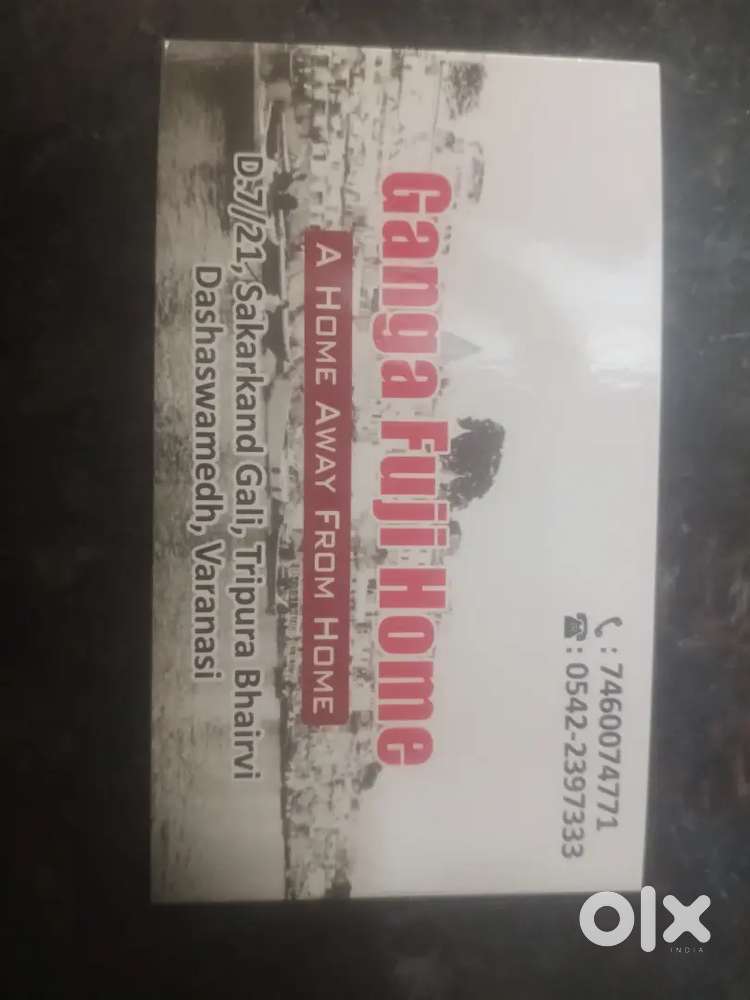 : 7460074771
: 0542-2397333
Ganga Fuji Home
A HOME AWAY FROM HOME
D.7/21, Sakarkand Gali, Tripura Bhairvi
Dashaswamedh, Varanasi
olx
INDIA